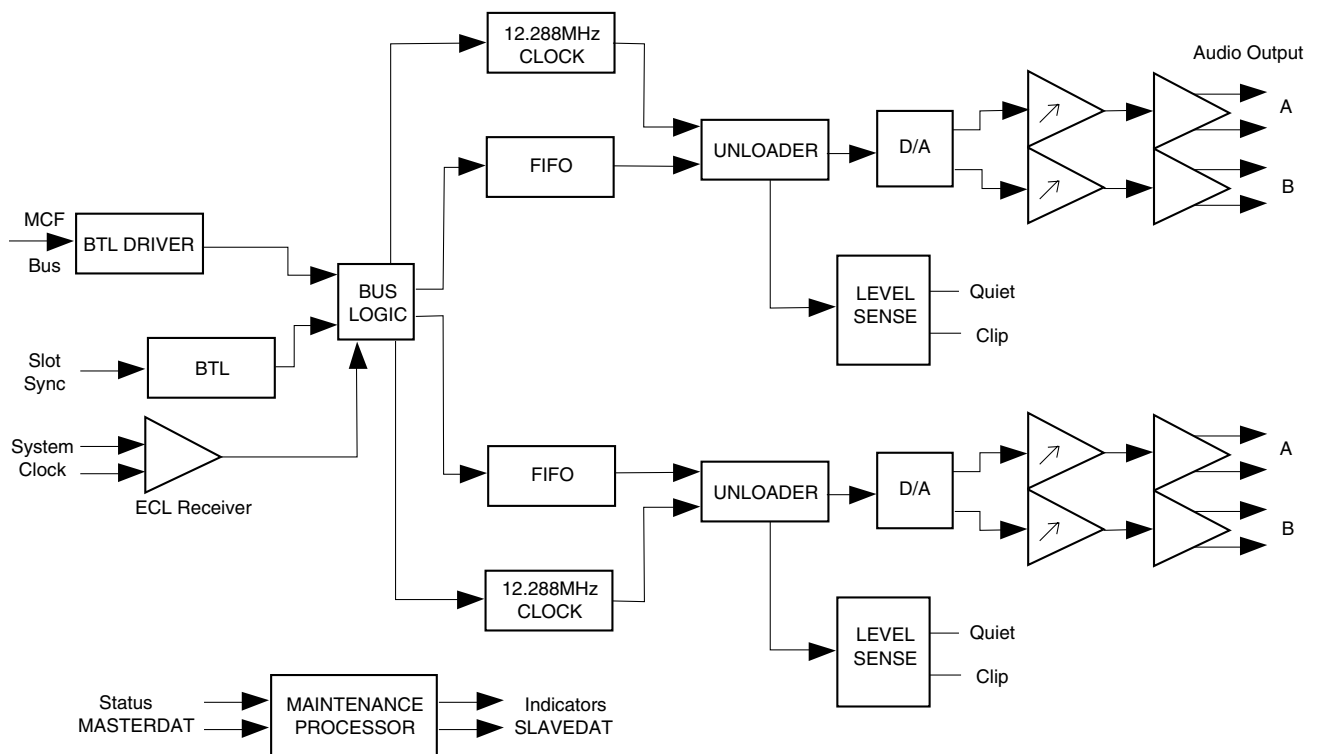 12.288MHz
CLOCK
Audio Output
A
B
FIFO
UNLOADER
D/A
MCF
Bus
BTL DRIVER
BUS
LOGIC
LEVEL
SENSE
Quiet
Clip
Slot
Sync
BTL
System
Clock
ECL Receiver
FIFO
UNLOADER
D/A
A
B
12.288MHz
CLOCK
LEVEL
SENSE
Quiet
Clip
Status
MASTERDAT
MAINTENANCE
PROCESSOR
Indicators
SLAVEDAT